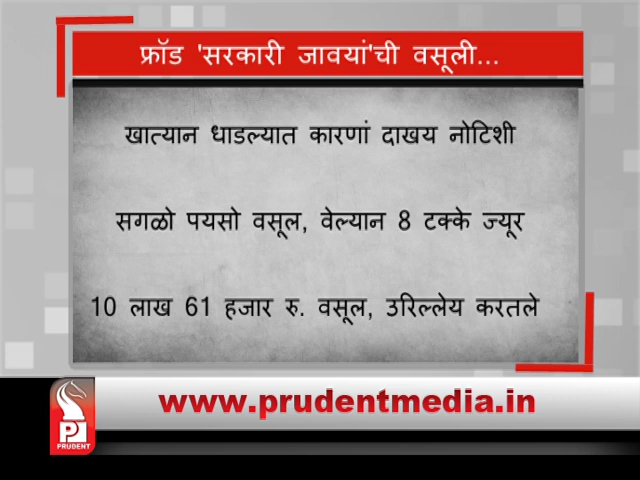 फ्रॉड 'सरकारी जावयां'ची वसूली...
खात्यान धाडल्यात कारणां दाखय नोटिशी
सगळो पयसो वसूल, वेल्यान 8 टक्के ज्यूर
10 लाख 61 हजार रु. वसूल, उरिल्लेय करतले
www.prudentmedia.in
PRUDENT